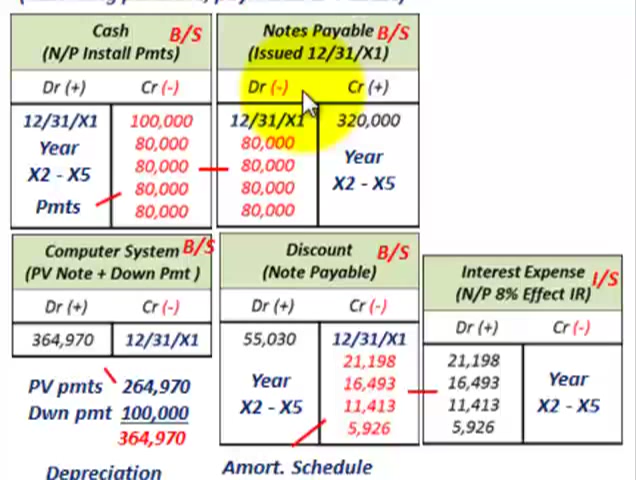 Cash B/S
(N/P Install Pmts)
Dr (+) Cr (-)
12/31/X1 100,000
Year 80,000
X2 - X5 80,000
Pmts 80,000
80,000
Notes Payable B/S
(Issued 12/31/X1)
Dr (-) Cr (+)
12/31/X1 320,000
80,000
80,000 Year
80,000 X2 - X5
80,000
Computer System B/S
(PV Note + Down Pmt )
Dr (+) Cr (-)
364,970 12/31/X1
PV pmts 264,970
Dwn pmt 100,000
364,970
Depreciation
Discount B/S
(Note Payable)
Dr (+) Cr (-)
55,030 12/31/X1
21,198
Year 16,493
X2 - X5 11,413
5,926
Amort. Schedule
Interest Expense I/S
(N/P 8% Effect IR)
Dr (+) Cr (-)
21,198
16,493 Year
11,413 X2 - X5
5,926